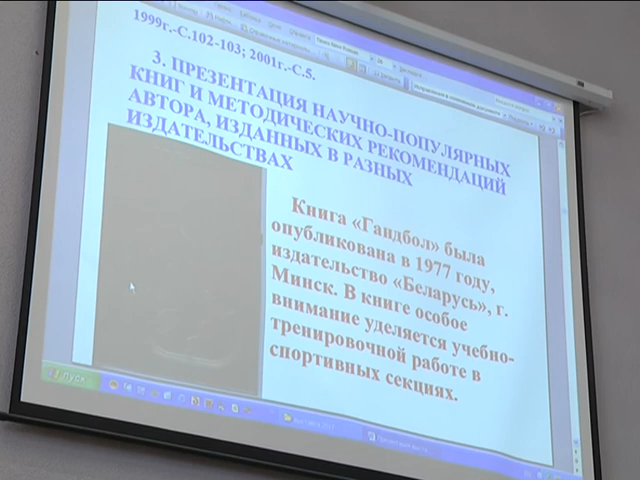 1999г.-С.102-103; 2001г.-С.5.
3. ПРЕЗЕНТАЦИЯ НАУЧНО-ПОПУЛЯРНЫХ
КНИГ И МЕТОДИЧЕСКИХ РЕКОМЕНДАЦИЙ
АВТОРА, ИЗДАННЫХ В РАЗНЫХ
ИЗДАТЕЛЬСТВАХ
Книга «Гандбол» была
опубликована в 1977 году,
издательство «Беларусь», г.
Минск. В книге особое
внимание уделяется учебно-
тренировочной работе в
спортивных секциях.
пуск